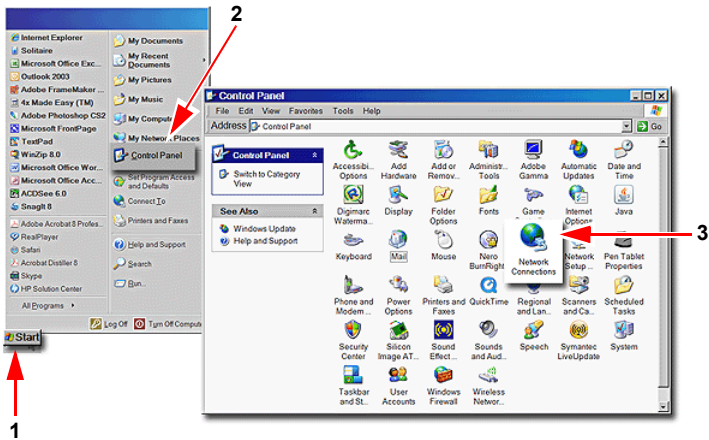 2
Internet Explorer
Solitaire
Microsoft Office Exc...
Outlook 2003
Adobe FrameMaker ...
4x Made Easy (TM)
Adobe Photoshop CS2
Microsoft FrontPage
TextPad
WinZip 8.0
Microsoft Office Wor...
Microsoft Office Acc...
ACDSee 6.0
SnagIt 8
Adobe Acrobat 8 Profes..
RealPlayer
Safari
Acrobat Distiller 8
Skype
HP Solution Center
All Programs
My Documents
My Recent
Documents
My Pictures
My Music
My Comput
My Network Places
Control Panel
Set Program Access
and Defaults
Connect To
Printers and Faxes
Help and Support
Search
Run...
Log Off
Turn Off Compute
Start
1
Control Panel
File Edit View Favorites Tools Help
Address Control Panel
Go
Control Panel
Switch to Category
View
See Also
Windows Update
Help and Support
Accessibi...
Options
Add
Hardware
Add or
Remov...
Administr...
Tools
Adobe
Gamma
Automatic
Updates
Date and
Time
Digimarc
Waterma...
Display
Folder
Options
Fonts
Game
Internet
Options
Java
Keyboard
Mail
Mouse
Nero
BurnRight
Network
Connections
Network
Setup ...
Pen Tablet
Properties
3
Phone and
Modem ...
Power
Options
Printers and
Faxes
QuickTime
Regional
and Lan...
Scanners
and Ca...
Scheduled
Tasks
Security
Center
Silicon
Image AT...
Sound
Effect...
Sounds
and Aud...
Speech
Symantec
LiveUpdate
System
Taskbar
and St...
User
Accounts
Windows
Firewall
Wireless
Networ...